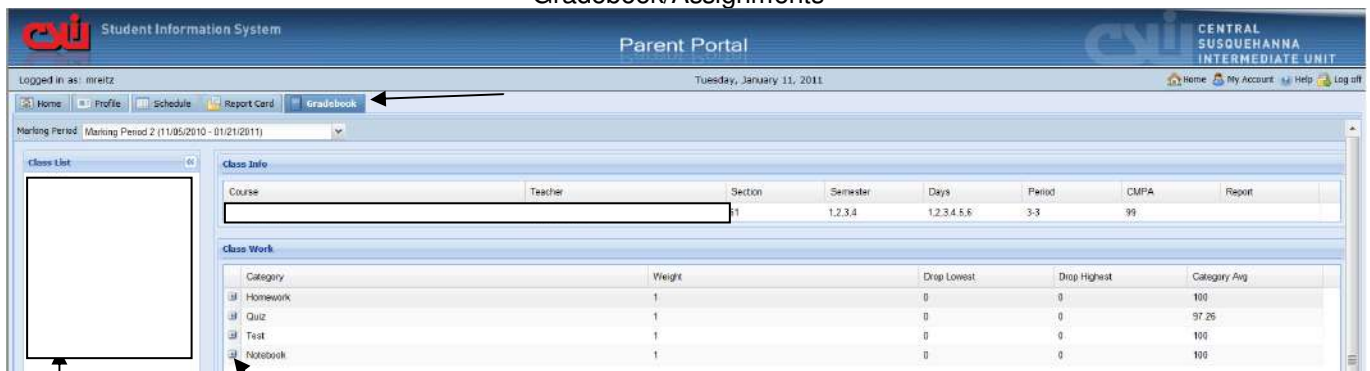 Gradebook/Assignments
CSIU Student Information System
Parent Portal
CSIU CENTRAL
SUSQUEHANNA
INTERMEDIATE UNIT
Logged in as: mreitz Tuesday, January 11, 2011 Home My Account Help Log off
Home Profile Schedule Report Card Gradebook
Marking Period Marking Period 2 (11/05/2010 - 01/21/2011)
Class List
Class Info
Course Teacher Section Semester Days Period CMPA Report
1,2,3,4 1,2,3,4,5,6 3-3 99
Class Work
Category Weight Drop Lowest Drop Highest Category Avg
Homework 1 0 0 100
Quiz 1 0 0 97.26
Test 1 0 0 100
Notebook 1 0 0 100